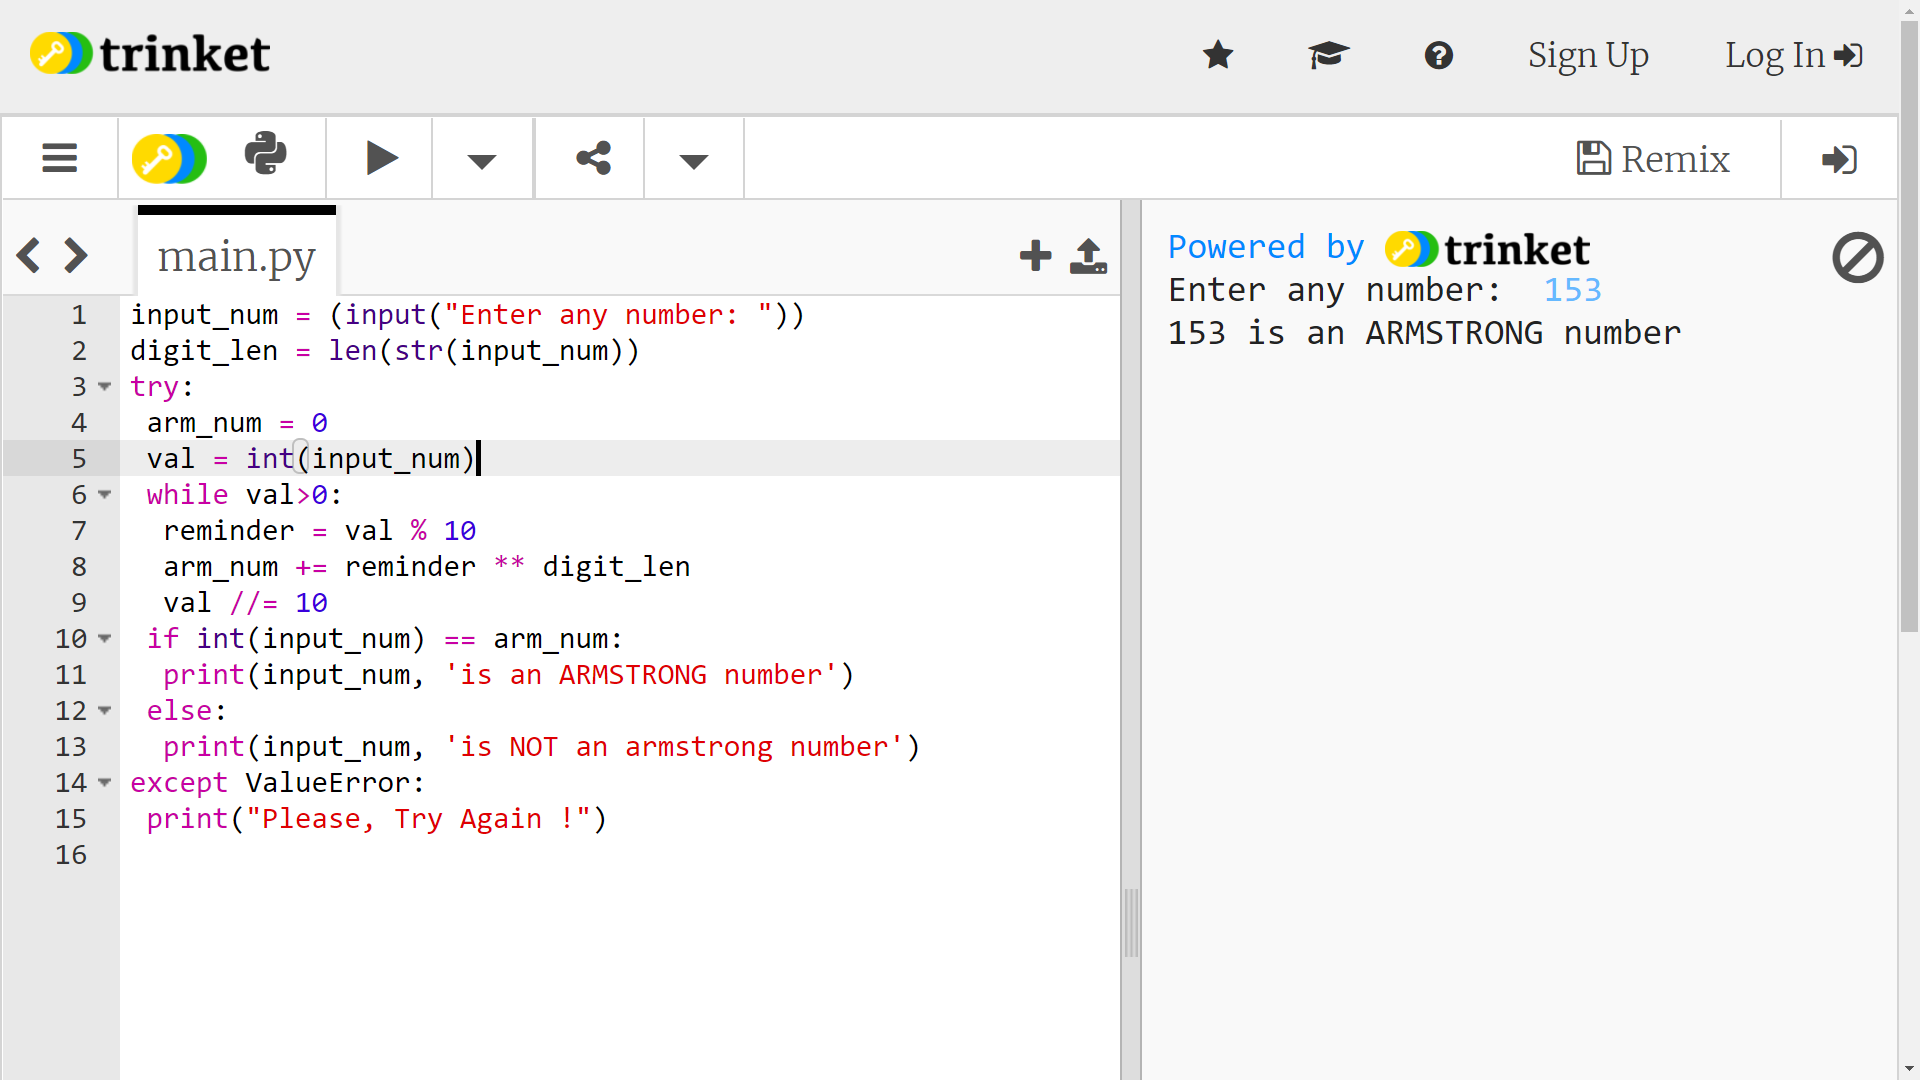 trinket
Sign Up
Log In
Remix
main.py
1 input_num = (input("Enter any number: "))
2 digit_len = len(str(input_num))
3 try:
4  arm_num = 0
5  val = int(input_num)
6  while val>0:
7   reminder = val % 10
8   arm_num += reminder ** digit_len
9   val //= 10
10  if int(input_num) == arm_num:
11   print(input_num, 'is an ARMSTRONG number')
12  else:
13   print(input_num, 'is NOT an armstrong number')
14 except ValueError:
15  print("Please, Try Again !")
16
Powered by trinket
Enter any number:  153
153 is an ARMSTRONG number